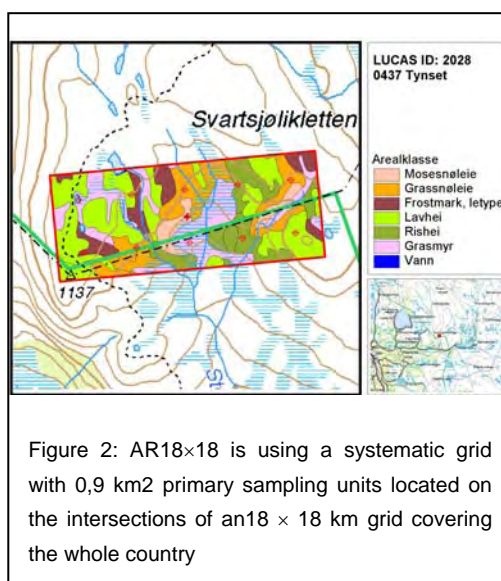 Svartsjølikletten
1137
St
LUCAS ID: 2028
0437 Tynset
Arealklasse
Mosesnøleie
Grassnøleie
Frostmark, letype
Lavhei
Rishei
Grasmyr
Vann
Figure 2: AR18×18 is using a systematic grid
with 0,9 km2 primary sampling units located on
the intersections of an18 × 18 km grid covering
the whole country